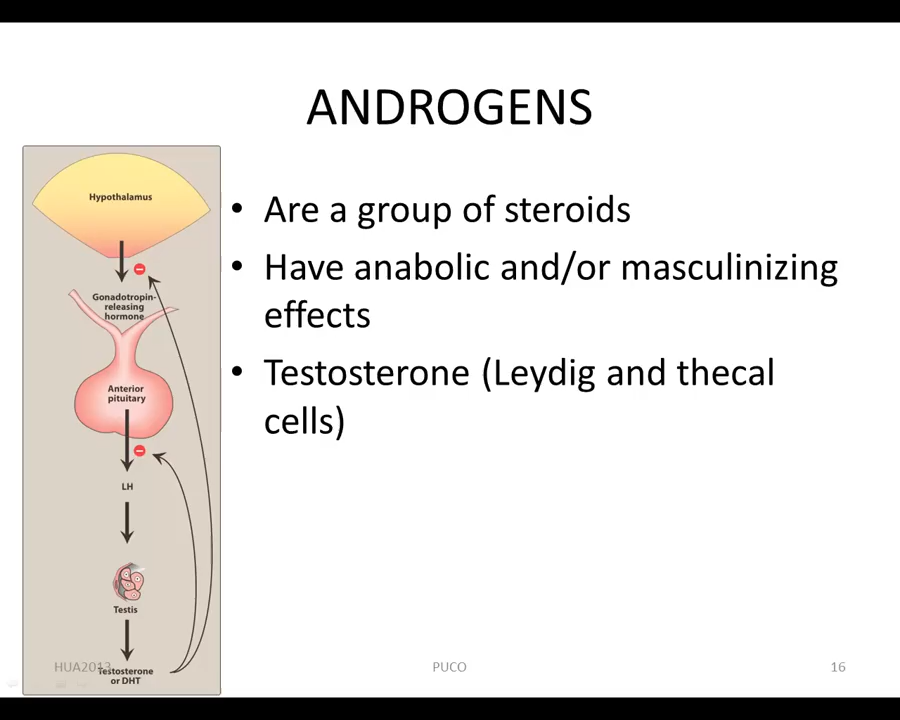 ANDROGENS
Hypothalamus
Gonadotropin-
releasing
hormone
Anterior
pituitary
LH
Testis
Testosterone
or DHT
• Are a group of steroids
• Have anabolic and/or masculinizing
effects
• Testosterone (Leydig and thecal
cells)
HUA2013
PUCO
16